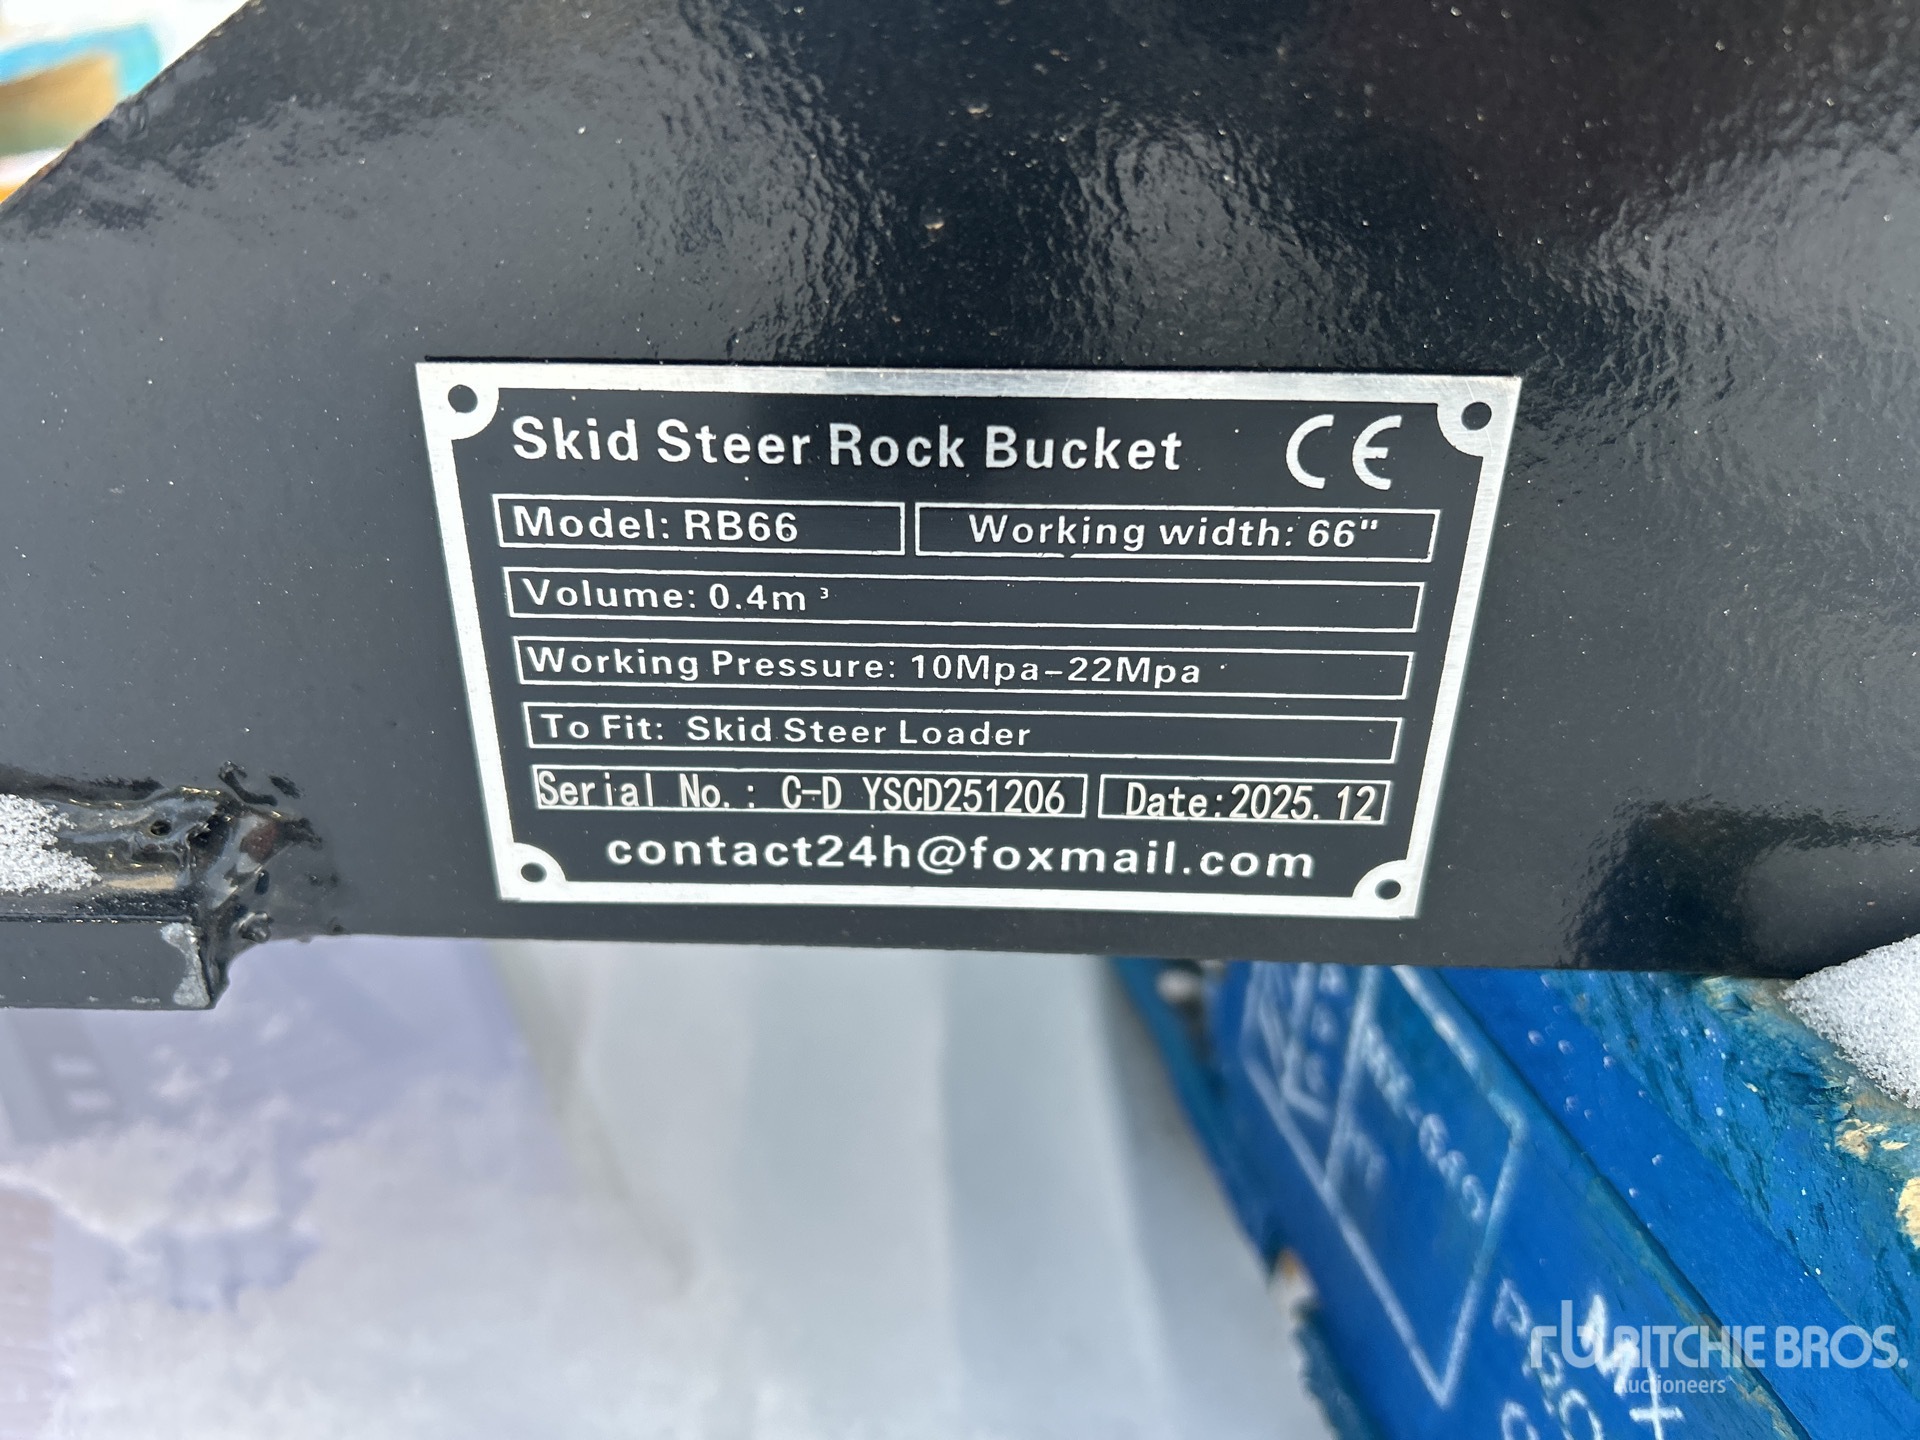 Skid Steer Rock Bucket CE
Model: RB66 Working width: 66"
Volume: 0.4m³
Working Pressure: 10Mpa-22Mpa
To Fit: Skid Steer Loader
Serial No.: C-D YSCD251206 Date:2025.12
contact24h@foxmail.com
rb RITCHIE BROS.
Auctioneers